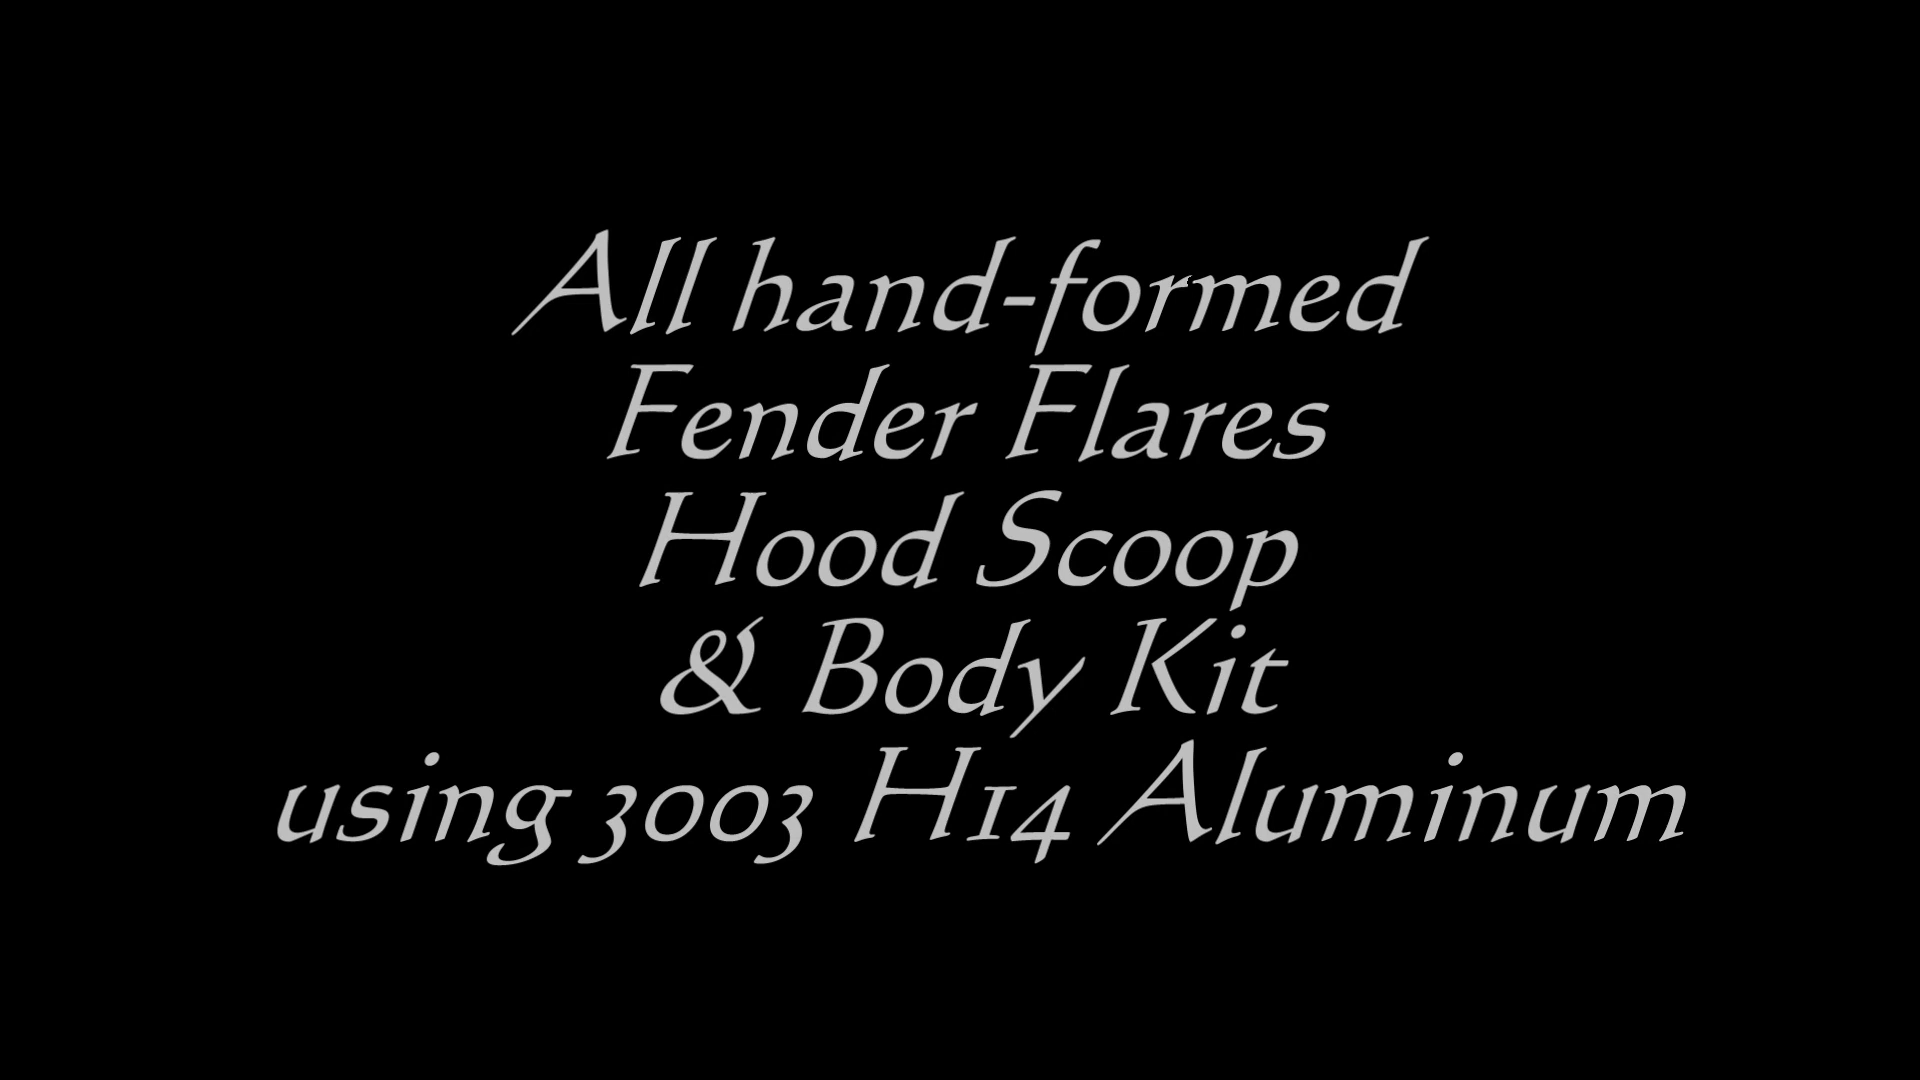 All hand-formed
Fender Flares
Hood Scoop
& Body Kit
using 3003 H14 Aluminum